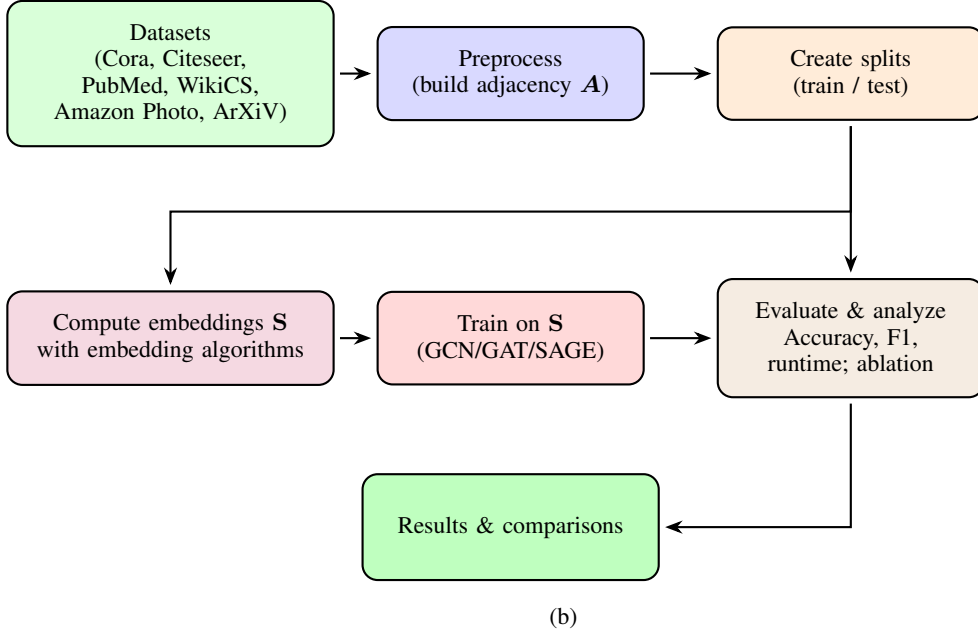 Datasets
(Cora, Citeseer,
PubMed, WikiCS,
Amazon Photo, ArXiV)
Preprocess
(build adjacency A)
Create splits
(train / test)
Compute embeddings S
with embedding algorithms
Train on S
(GCN/GAT/SAGE)
Evaluate & analyze
Accuracy, F1,
runtime; ablation
Results & comparisons
(b)